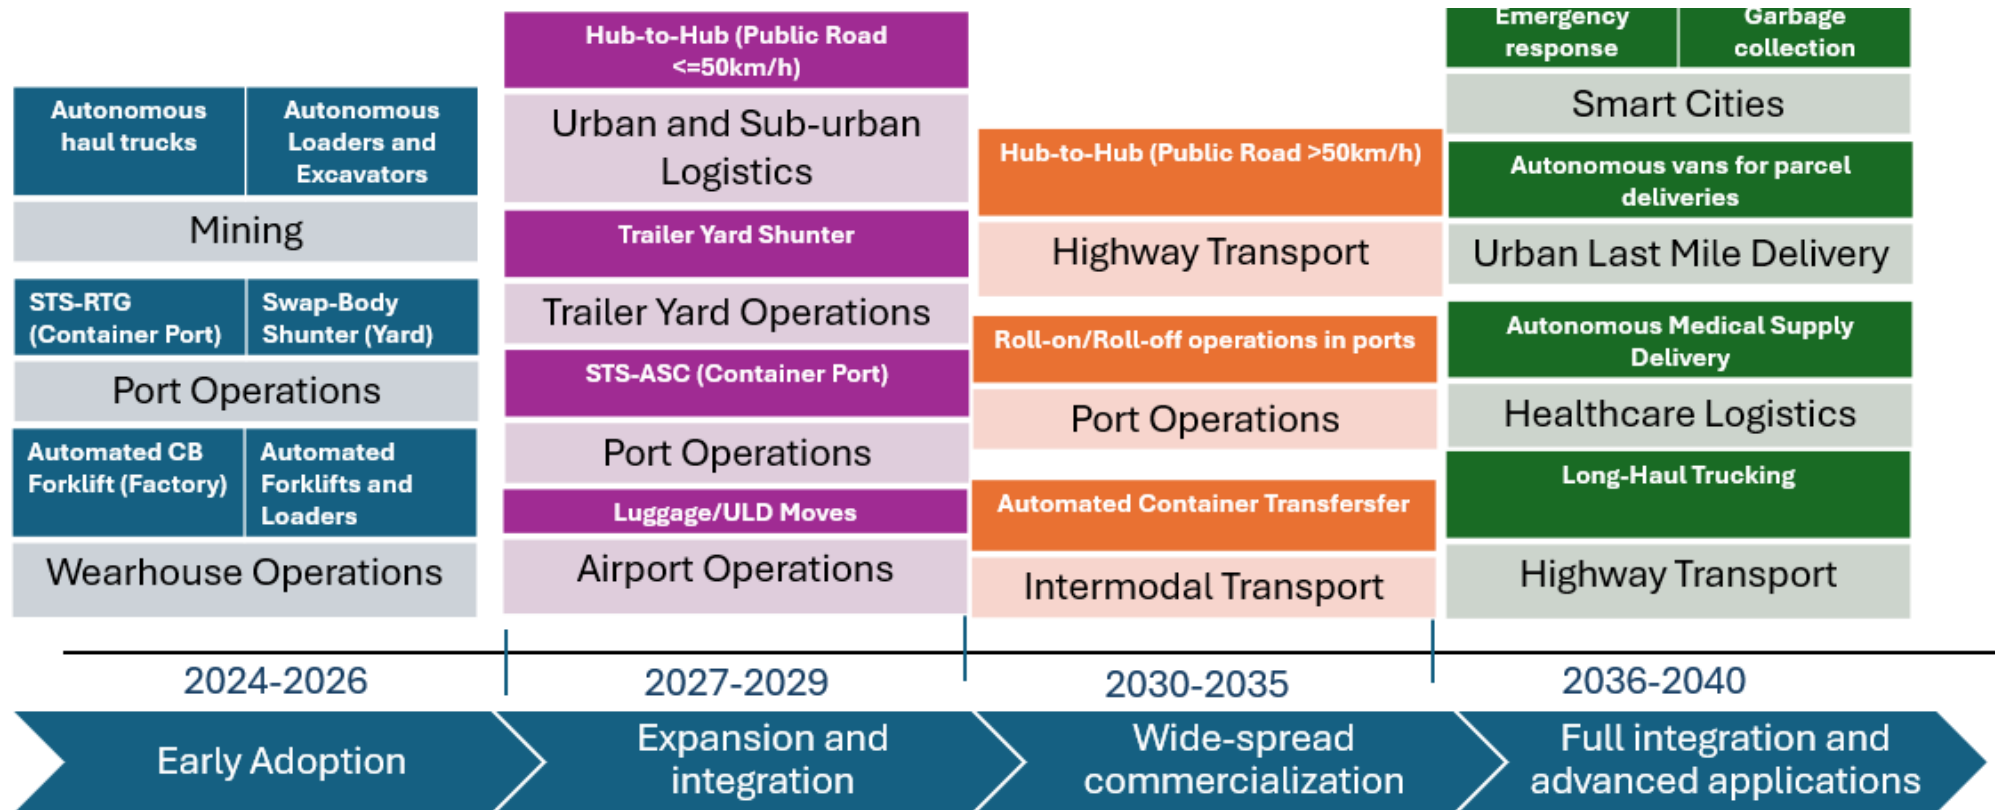 Autonomous
haul trucks
Autonomous
Loaders and
Excavators
Mining
STS-RTG
(Container Port)
Swap-Body
Shunter (Yard)
Port Operations
Automated CB
Forklift (Factory)
Automated
Forklifts and
Loaders
Wearhouse Operations
Hub-to-Hub (Public Road
<=50km/h)
Urban and Sub-urban
Logistics
Trailer Yard Shunter
Trailer Yard Operations
STS-ASC (Container Port)
Port Operations
Luggage/ULD Moves
Airport Operations
Hub-to-Hub (Public Road >50km/h)
Highway Transport
Roll-on/Roll-off operations in ports
Port Operations
Automated Container Transfersfer
Intermodal Transport
Emergency
response
Garbage
collection
Smart Cities
Autonomous vans for parcel
deliveries
Urban Last Mile Delivery
Autonomous Medical Supply
Delivery
Healthcare Logistics
Long-Haul Trucking
Highway Transport
2024-2026
2027-2029
2030-2035
2036-2040
Early Adoption
Expansion and
integration
Wide-spread
commercialization
Full integration and
advanced applications